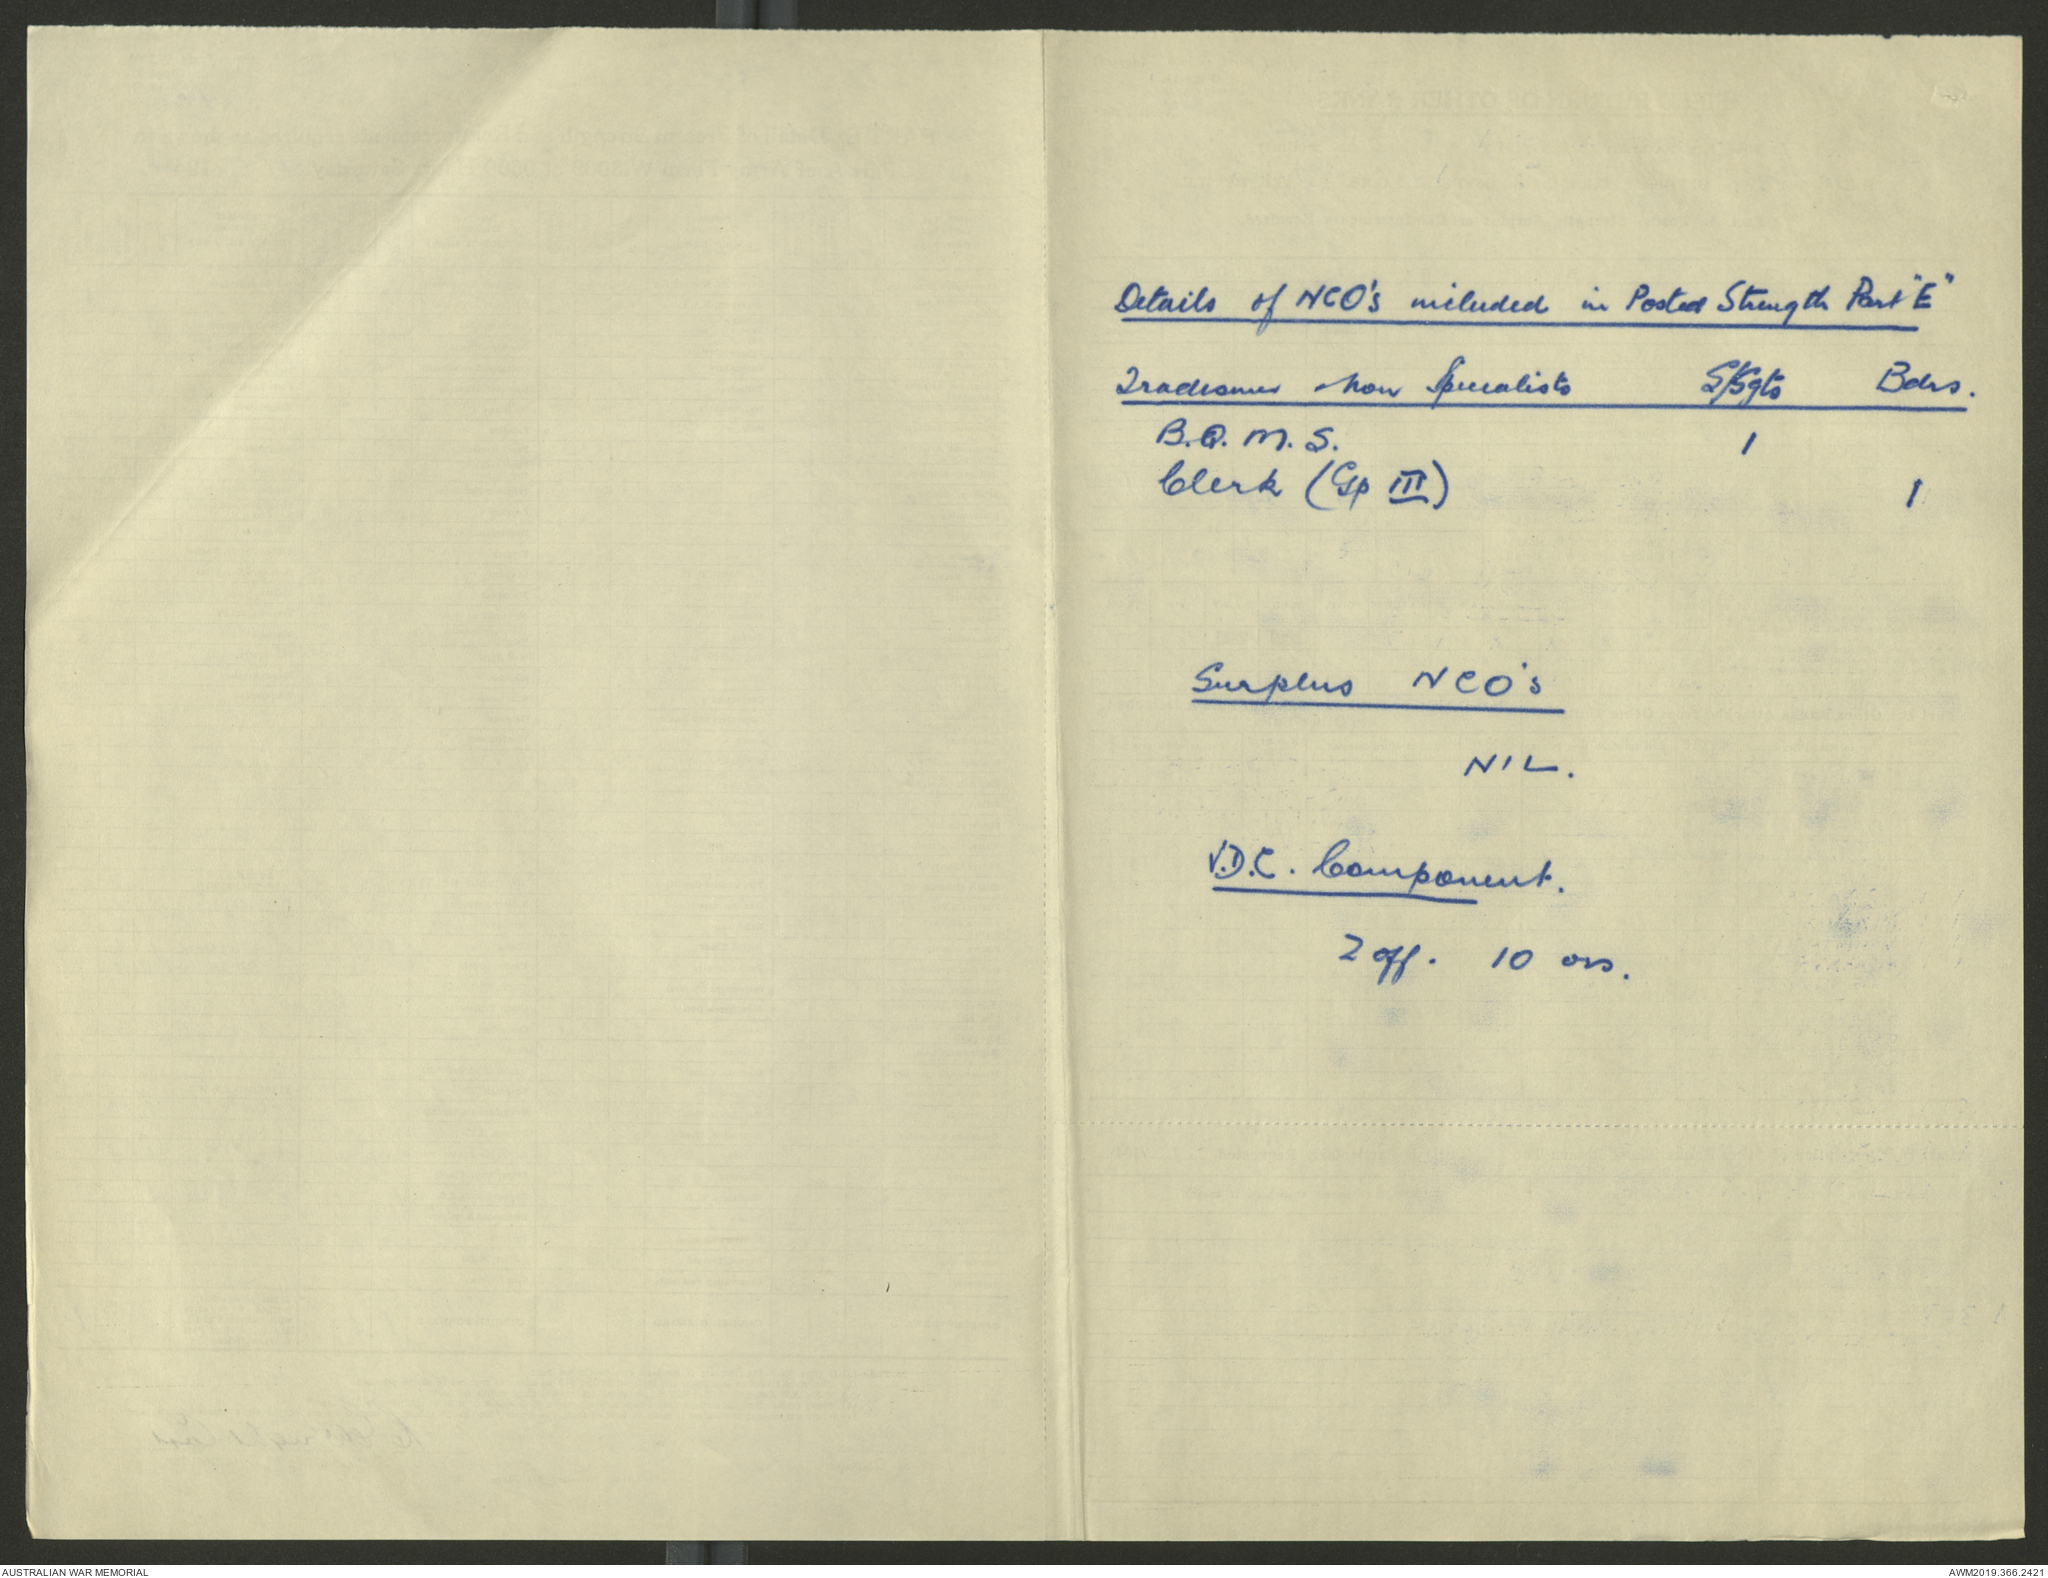 Details of NCO's included in Posted Strength Part "E"
Tradesmen & Non Specialists S/Sgts Bdrs.
B.Q.M.S. 1
Clerk (Gp III) 1
Surplus NCO's
NIL.
V.D.C. Component.
2 off. 10 ors.
AUSTRALIAN WAR MEMORIAL
AWM2019.366.2421